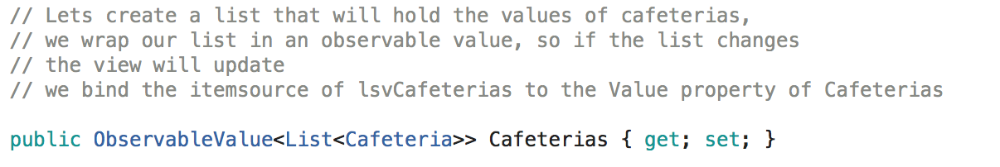 // Lets create a list that will hold the values of cafeterias,
// we wrap our list in an observable value, so if the list changes
// the view will update
// we bind the itemsource of lsvCafeterias to the Value property of Cafeterias
public ObservableValue<List<Cafeteria>> Cafeterias { get; set; }